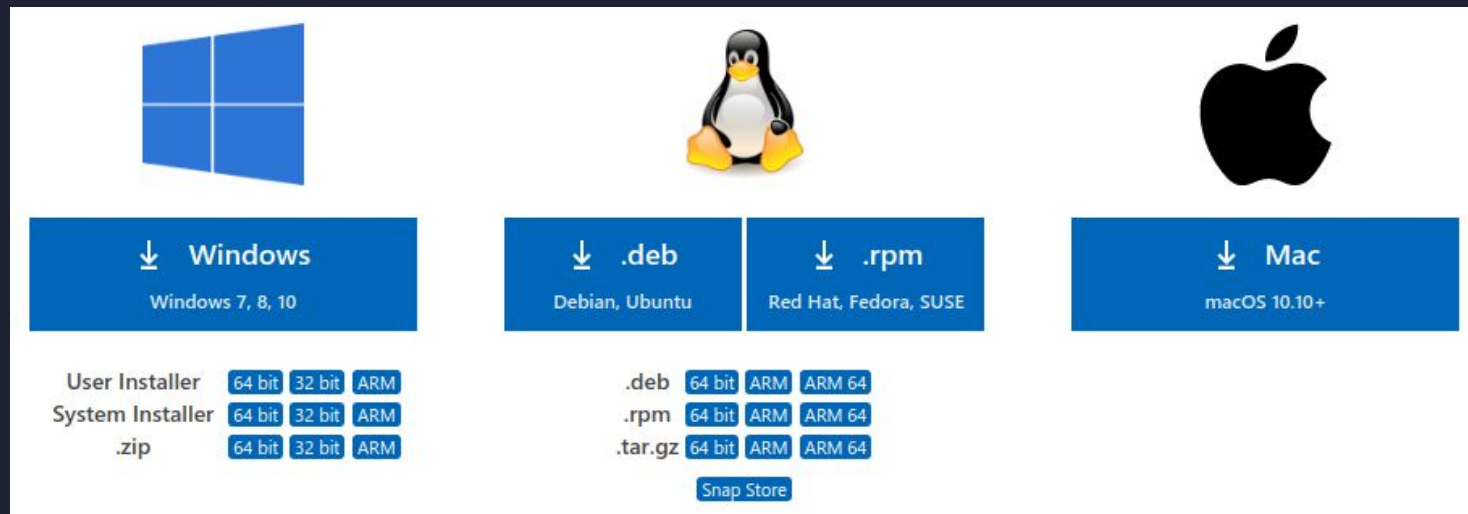 Windows
Windows 7, 8, 10
User Installer 64 bit 32 bit ARM
System Installer 64 bit 32 bit ARM
.zip 64 bit 32 bit ARM
.deb
Debian, Ubuntu
.rpm
Red Hat, Fedora, SUSE
.deb 64 bit ARM ARM 64
.rpm 64 bit ARM ARM 64
.tar.gz 64 bit ARM ARM 64
Snap Store
Mac
macOS 10.10+